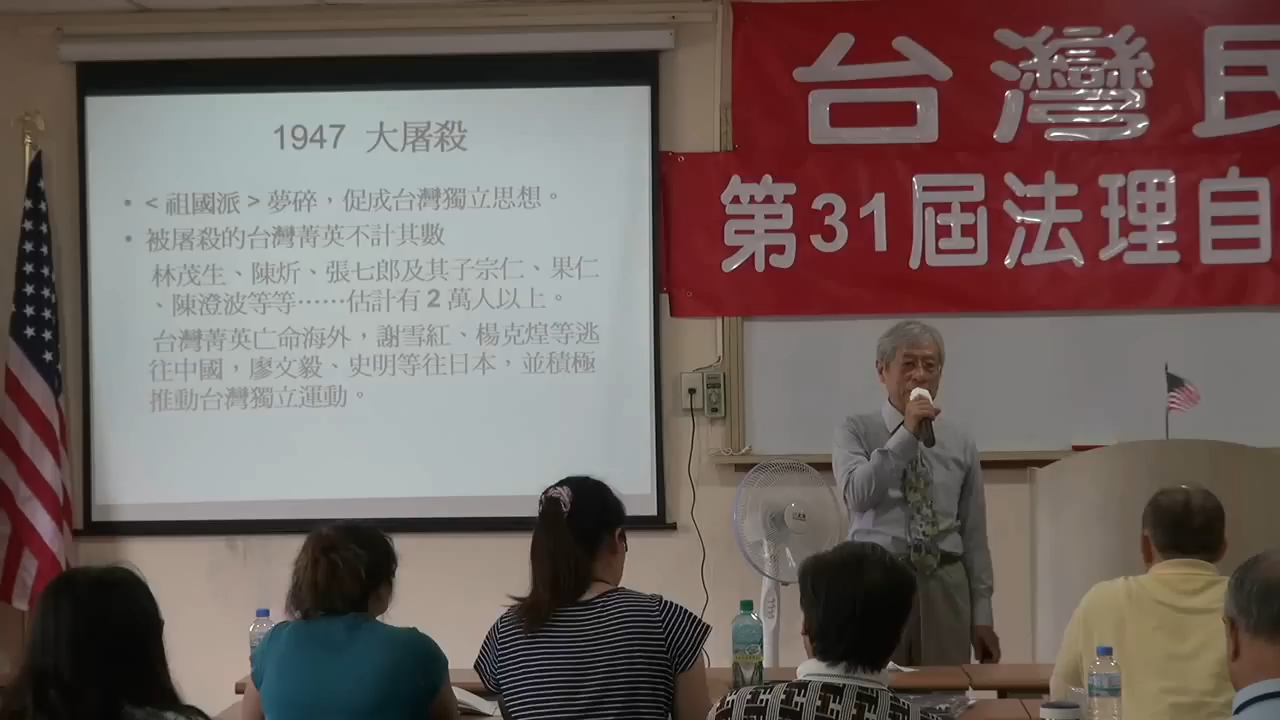 1947 大屠殺
• < 祖國派 > 夢碎，促成台灣獨立思想。
• 被屠殺的台灣菁英不計其數
林茂生、陳炘、張七郎及其子宗仁、果仁
、陳澄波等等⋯⋯估計有 2 萬人以上。
台灣菁英亡命海外，謝雪紅、楊克煌等逃
往中國，廖文毅、史明等往日本，並積極
推動台灣獨立運動。
台灣民
第31屆法理自